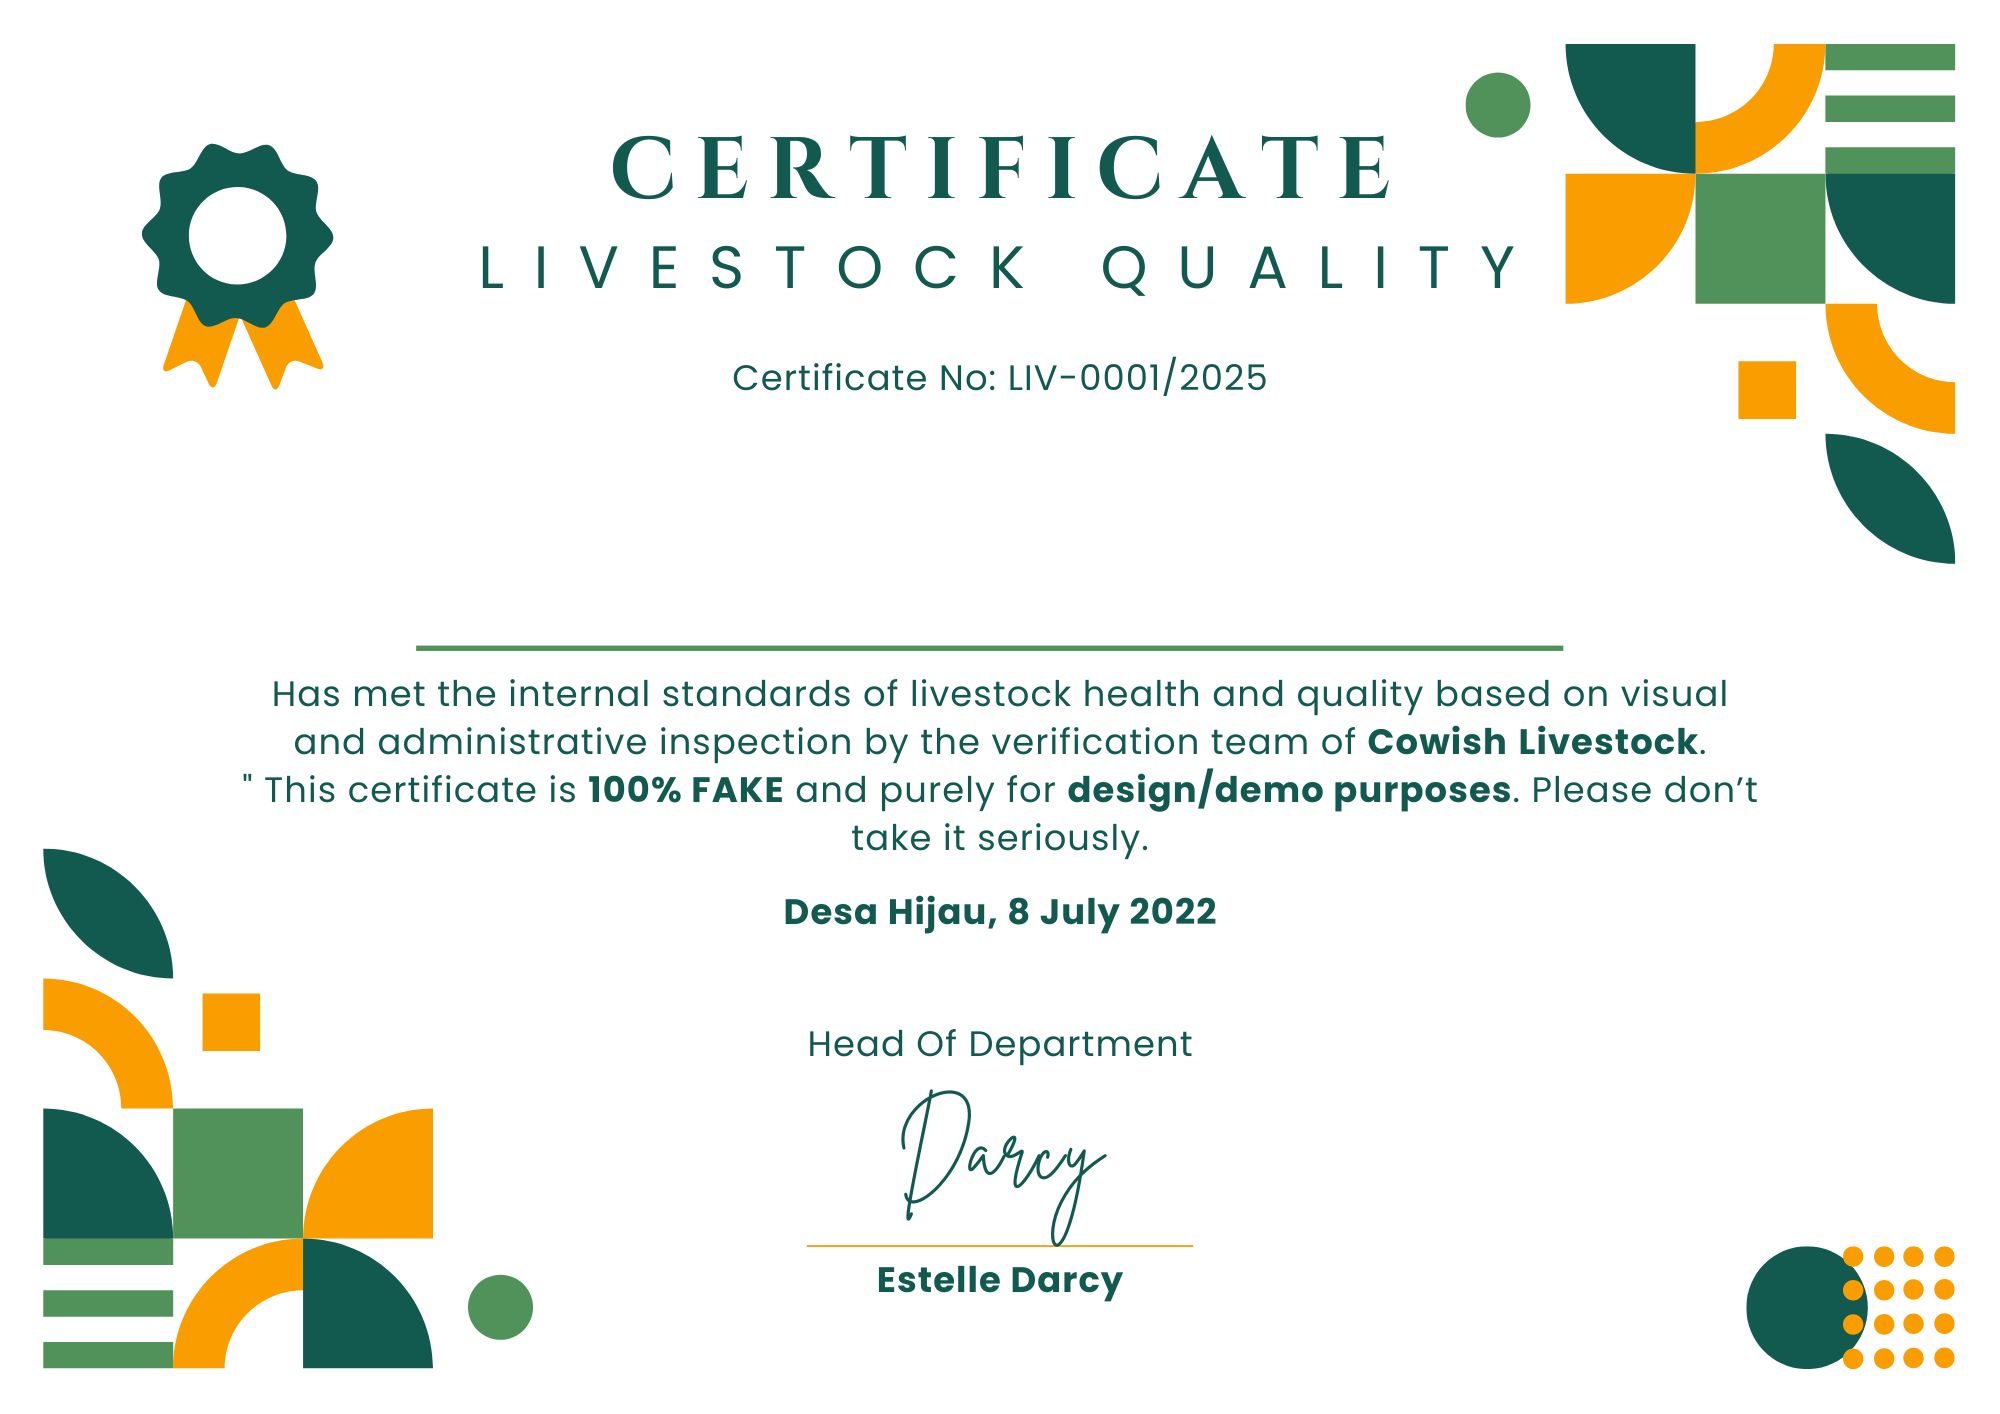 CERTIFICATE
LIVESTOCK QUALITY
Certificate No: LIV-0001/2025
Has met the internal standards of livestock health and quality based on visual
and administrative inspection by the verification team of Cowish Livestock.
" This certificate is 100% FAKE and purely for design/demo purposes. Please don’t
take it seriously.
Desa Hijau, 8 July 2022
Head Of Department
Darcy
Estelle Darcy